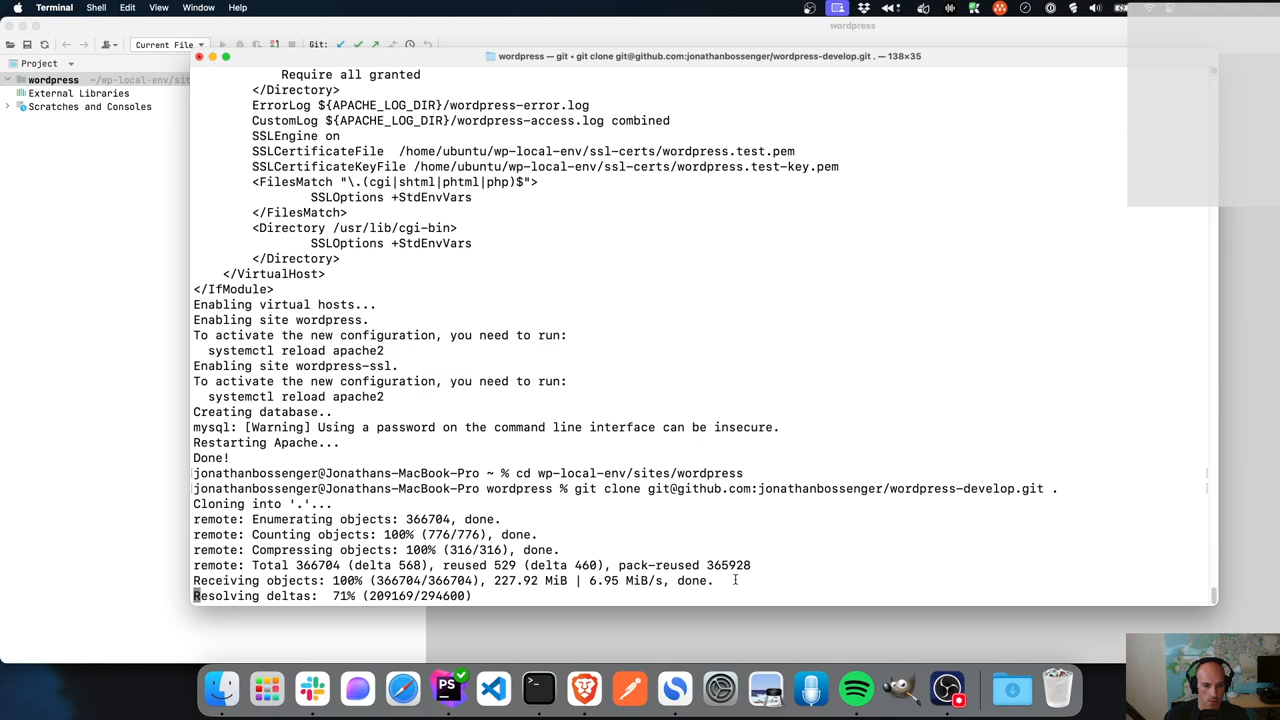 Terminal Shell Edit View Window Help
wordpress
Current File
Git:
Project
wordpress — git • git clone git@github.com:jonathanbossenger/wordpress-develop.git . — 138×35
wordpress ~/wp-local-env/sit
External Libraries
Scratches and Consoles
Require all granted
</Directory>
ErrorLog ${APACHE_LOG_DIR}/wordpress-error.log
CustomLog ${APACHE_LOG_DIR}/wordpress-access.log combined
SSLEngine on
SSLCertificateFile /home/ubuntu/wp-local-env/ssl-certs/wordpress.test.pem
SSLCertificateKeyFile /home/ubuntu/wp-local-env/ssl-certs/wordpress.test-key.pem
<FilesMatch "\.(cgi|shtml|phtml|php)$">
SSLOptions +StdEnvVars
</FilesMatch>
<Directory /usr/lib/cgi-bin>
SSLOptions +StdEnvVars
</Directory>
</VirtualHost>
</IfModule>
Enabling virtual hosts...
Enabling site wordpress.
To activate the new configuration, you need to run:
systemctl reload apache2
Enabling site wordpress-ssl.
To activate the new configuration, you need to run:
systemctl reload apache2
Creating database..
mysql: [Warning] Using a password on the command line interface can be insecure.
Restarting Apache...
Done!
jonathanbossenger@Jonathans-MacBook-Pro ~ % cd wp-local-env/sites/wordpress
jonathanbossenger@Jonathans-MacBook-Pro wordpress % git clone git@github.com:jonathanbossenger/wordpress-develop.git .
Cloning into '.'...
remote: Enumerating objects: 366704, done.
remote: Counting objects: 100% (776/776), done.
remote: Compressing objects: 100% (316/316), done.
remote: Total 366704 (delta 568), reused 529 (delta 460), pack-reused 365928
Receiving objects: 100% (366704/366704), 227.92 MiB | 6.95 MiB/s, done.
Resolving deltas: 71% (209169/294600)
PS